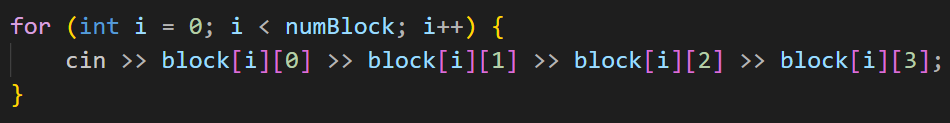 for (int i = 0; i < numBlock; i++) {
    cin >> block[i][0] >> block[i][1] >> block[i][2] >> block[i][3];
}